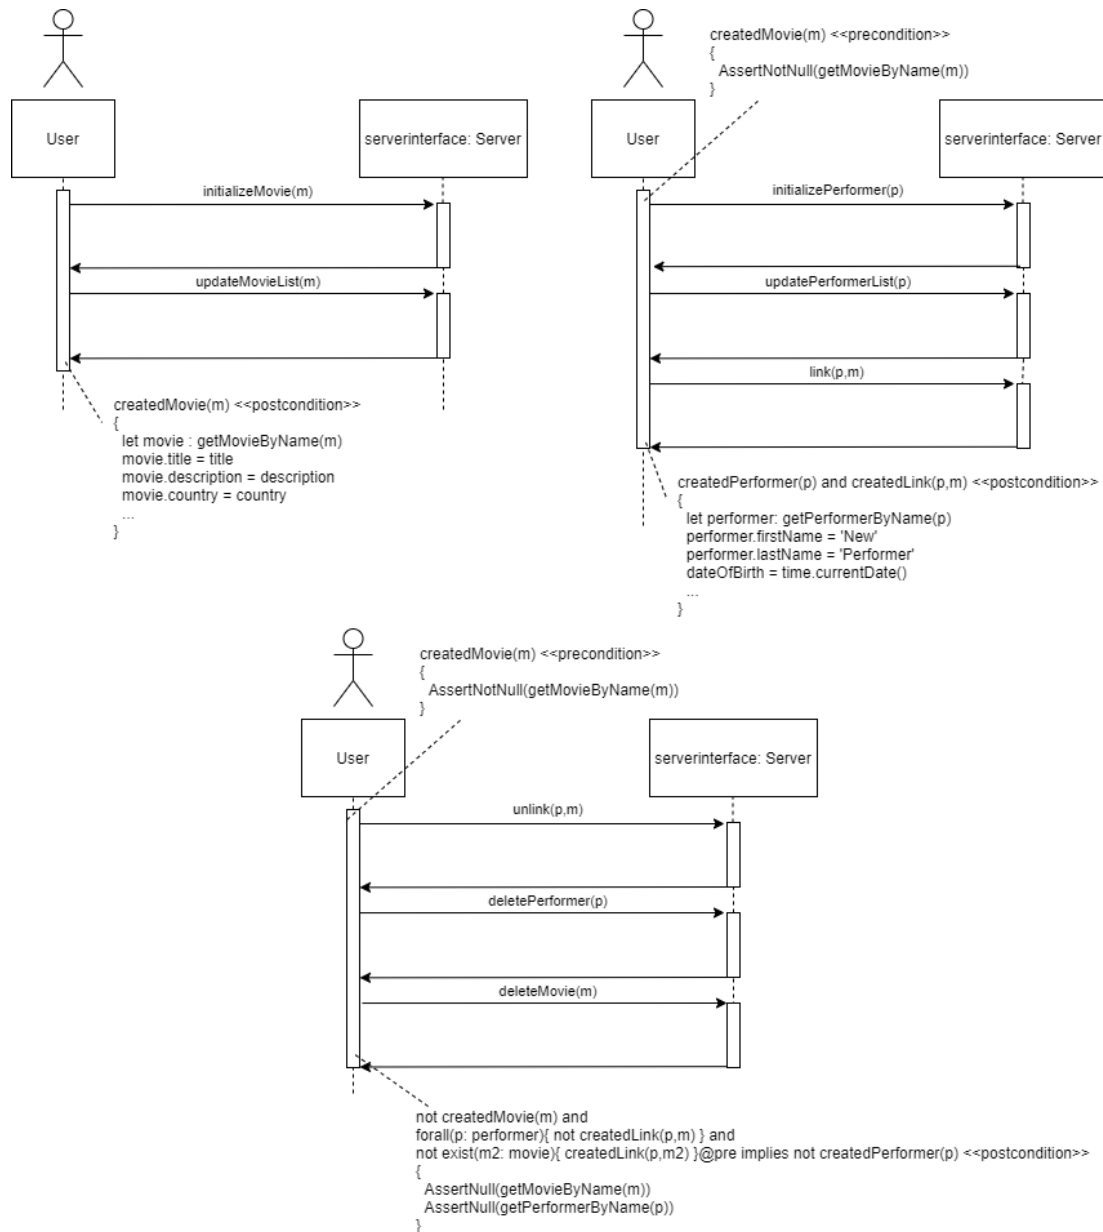 User
serverinterface: Server
initializeMovie(m)
updateMovieList(m)
createdMovie(m) <<postcondition>>
{
let movie : getMovieByName(m)
movie.title = title
movie.description = description
movie.country = country
...
}
createdMovie(m) <<precondition>>
{
AssertNotNull(getMovieByName(m))
}
User
serverinterface: Server
initializePerformer(p)
updatePerformerList(p)
link(p,m)
createdPerformer(p) and createdLink(p,m) <<postcondition>>
{
let performer: getPerformerByName(p)
performer.firstName = 'New'
performer.lastName = 'Performer'
dateOfBirth = time.currentDate()
...
}
createdMovie(m) <<precondition>>
{
AssertNotNull(getMovieByName(m))
}
User
serverinterface: Server
unlink(p,m)
deletePerformer(p)
deleteMovie(m)
not createdMovie(m) and
forall(p: performer){ not createdLink(p,m) } and
not exist(m2: movie){ createdLink(p,m2) }@pre implies not createdPerformer(p) <<postcondition>>
{
AssertNull(getMovieByName(m))
AssertNull(getPerformerByName(p))
}